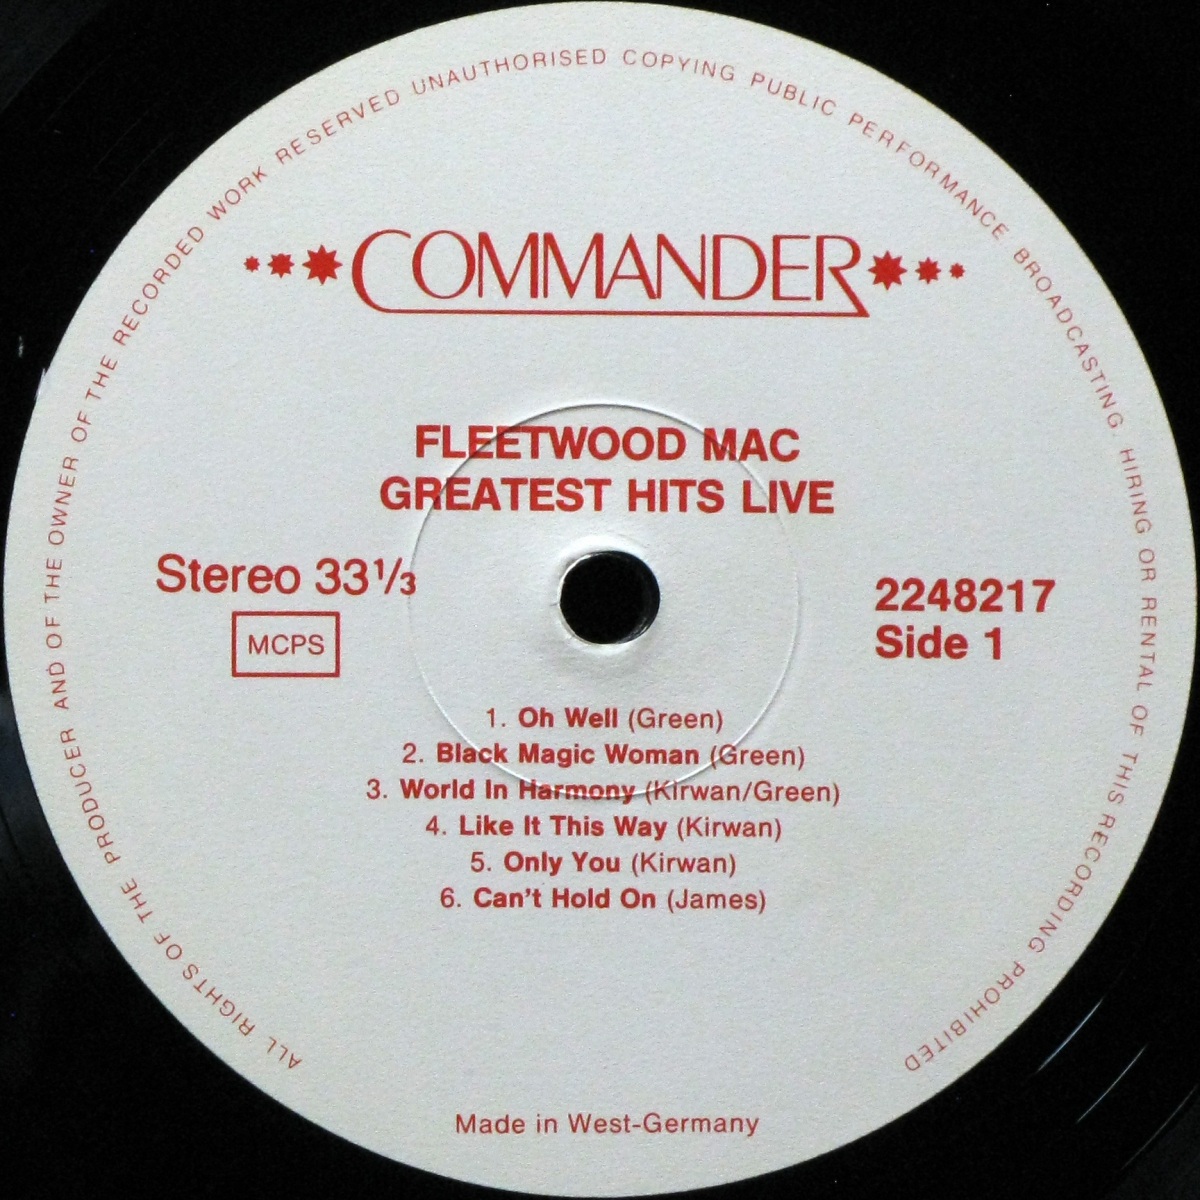 ALL RIGHTS OF THE PRODUCER AND OF THE OWNER OF THE RECORDED WORK RESERVED UNAUTHORISED COPYING PUBLIC PERFORMANCE BROADCASTING. HIRING OR RENTAL OF THIS RECORDING PROHIBITED
COMMANDER
FLEETWOOD MAC
GREATEST HITS LIVE
Stereo 33 1/3
MCPS
2248217
Side 1
1. Oh Well (Green)
2. Black Magic Woman (Green)
3. World In Harmony (Kirwan/Green)
4. Like It This Way (Kirwan)
5. Only You (Kirwan)
6. Can't Hold On (James)
Made in West-Germany